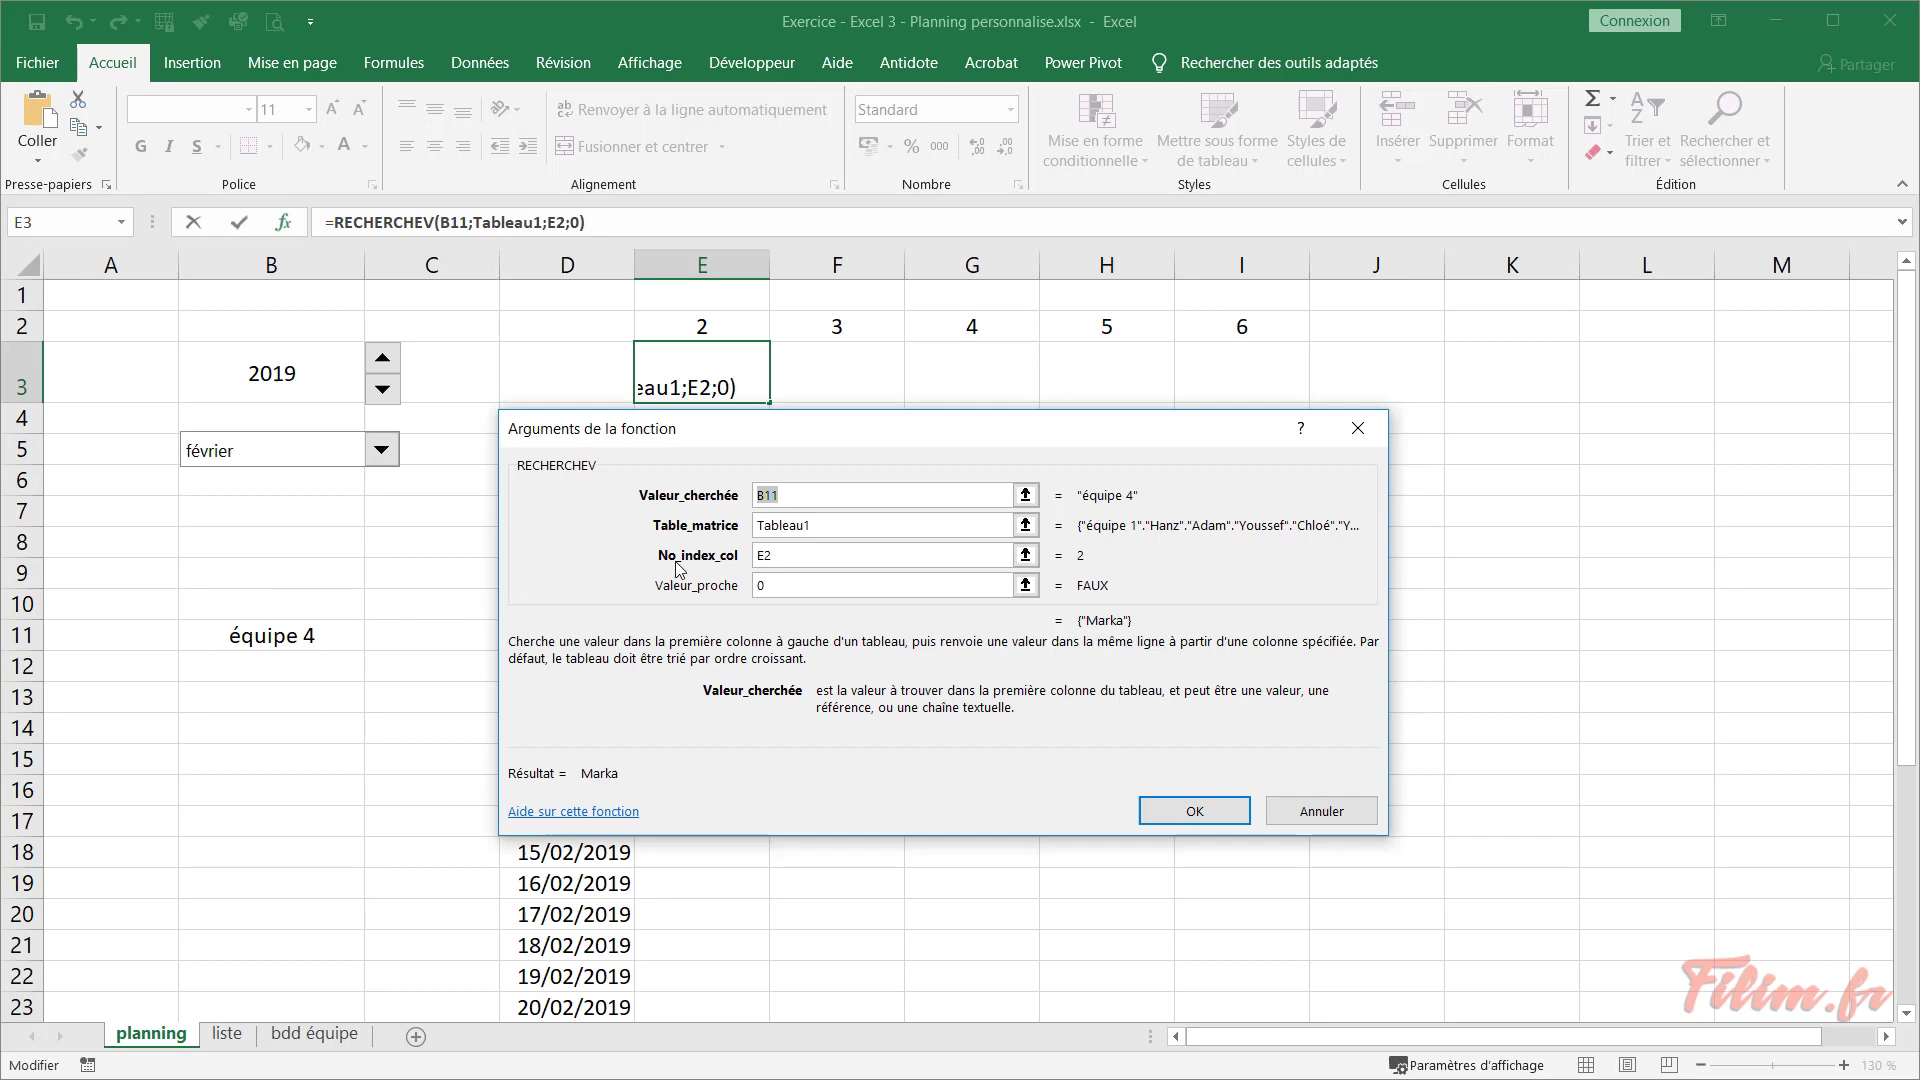 Exercice - Excel 3 - Planning personnalise.xlsx - Excel
Connexion
Fichier Accueil Insertion Mise en page Formules Données Révision Affichage Développeur Aide Antidote Acrobat Power Pivot Rechercher des outils adaptés Partager
Coller
11
Renvoyer à la ligne automatiquement
Standard
G I S
Fusionner et centrer
% 000
Mise en forme conditionnelle
Mettre sous forme de tableau
Styles de cellules
Insérer Supprimer Format
Trier et filtrer
Rechercher et sélectionner
Presse-papiers Police Alignement Nombre Styles Cellules Édition
E3 fx =RECHERCHEV(B11;Tableau1;E2;0)
A B C D E F G H I J K L M
1
2 2 3 4 5 6
3 2019 eau1;E2;0)
4
5 février
6
7
8
9
10
11 équipe 4
12
13
14
15
16
17
18 15/02/2019
19 16/02/2019
20 17/02/2019
21 18/02/2019
22 19/02/2019
23 20/02/2019
Arguments de la fonction ?
RECHERCHEV
Valeur_cherchée B11 = "équipe 4"
Table_matrice Tableau1 = {"équipe 1"."Hanz"."Adam"."Youssef"."Chloé"."Y...
No_index_col E2 = 2
Valeur_proche 0 = FAUX
= {"Marka"}
Cherche une valeur dans la première colonne à gauche d'un tableau, puis renvoie une valeur dans la même ligne à partir d'une colonne spécifiée. Par
défaut, le tableau doit être trié par ordre croissant.
Valeur_cherchée est la valeur à trouver dans la première colonne du tableau, et peut être une valeur, une
référence, ou une chaîne textuelle.
Résultat = Marka
Aide sur cette fonction
OK Annuler
Filim.fr
planning liste bdd équipe
Modifier
Paramètres d'affichage
130 %